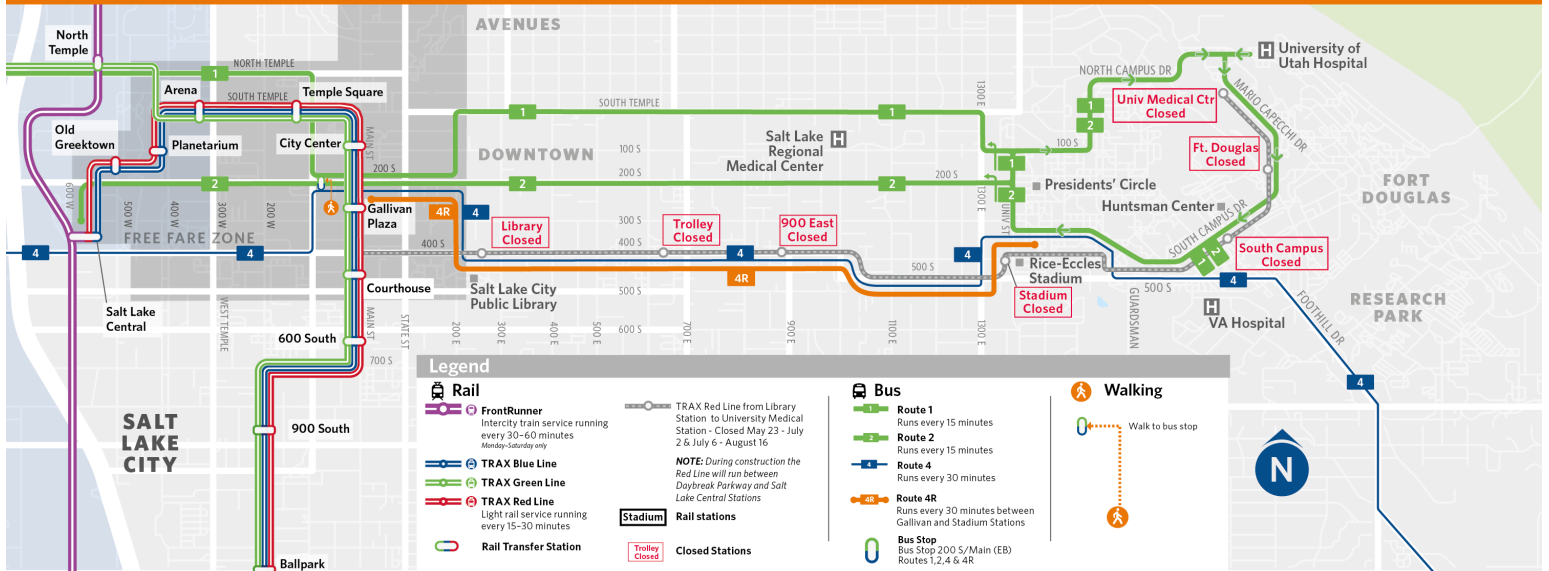 AVENUES
North
Temple
NORTH TEMPLE
1
Arena
SOUTH TEMPLE
Temple Square
Old
Greektown
Planetarium
City Center
MAIN ST
1
SOUTH TEMPLE
1
DOWNTOWN
100 S
200 S
200 S
2
2
2
200 S
Salt Lake
Regional
Medical Center
H
1300 E
1
2
100 S
1
2
1300 E
UNIV ST
NORTH CAMPUS DR
H
University of
Utah Hospital
Univ Medical Ctr
Closed
MARIO CAPECCHI DR
Ft. Douglas
Closed
Presidents' Circle
Huntsman Center
FORT
DOUGLAS
SOUTH CAMPUS DR
1
2
South Campus
Closed
600 W
500 W
400 W
300 W
200 W
FREE FARE ZONE
4
4
Gallivan
Plaza
4R
4
Library
Closed
300 S
400 S
400 S
Trolley
Closed
4
900 East
Closed
4R
500 S
4
Rice-Eccles
Stadium
Stadium
Closed
4
500 S
GUARDSMAN
H
VA Hospital
FOOTHILL DR
RESEARCH
PARK
4
Salt Lake
Central
WEST TEMPLE
Courthouse
600 South
MAIN ST
STATE ST
700 S
Salt Lake City
Public Library
500 S
600 S
200 E
300 E
400 E
500 E
700 E
900 E
1100 E
1300 E
SALT
LAKE
CITY
900 South
Ballpark
N
Legend
Rail
FrontRunner
Intercity train service running
every 30-60 minutes
Monday–Saturday only
TRAX Blue Line
TRAX Green Line
TRAX Red Line
Light rail service running
every 15-30 minutes
Rail Transfer Station
TRAX Red Line from Library
Station to University Medical
Station - Closed May 23 - July
2 & July 6 - August 16
NOTE: During construction the
Red Line will run between
Daybreak Parkway and Salt
Lake Central Stations
Stadium
Rail stations
Trolley
Closed
Closed Stations
Bus
1
Route 1
Runs every 15 minutes
2
Route 2
Runs every 15 minutes
4
Route 4
Runs every 30 minutes
4R
Route 4R
Runs every 30 minutes between
Gallivan and Stadium Stations
Bus Stop
Bus Stop 200 S/Main (EB)
Routes 1,2,4 & 4R
Walking
Walk to bus stop